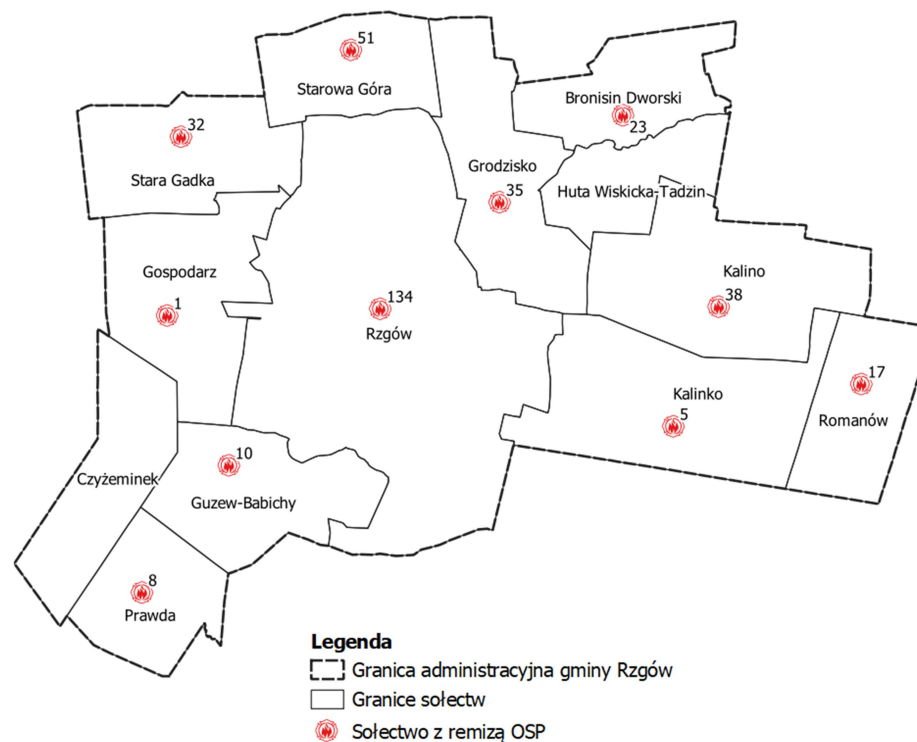 51
Starowa Góra
Bronisin Dworski
23
32
Stara Gadka
Grodzisko
35
Huta Wiskicka-Tadzin
Gospodarz
1
134
Rzgów
Kalino
38
17
Romanów
Kalinko
5
Czyżeminek
10
Guzew-Babichy
8
Prawda
Legenda
Granica administracyjna gminy Rzgów
Granice sołectw
Sołectwo z remizą OSP